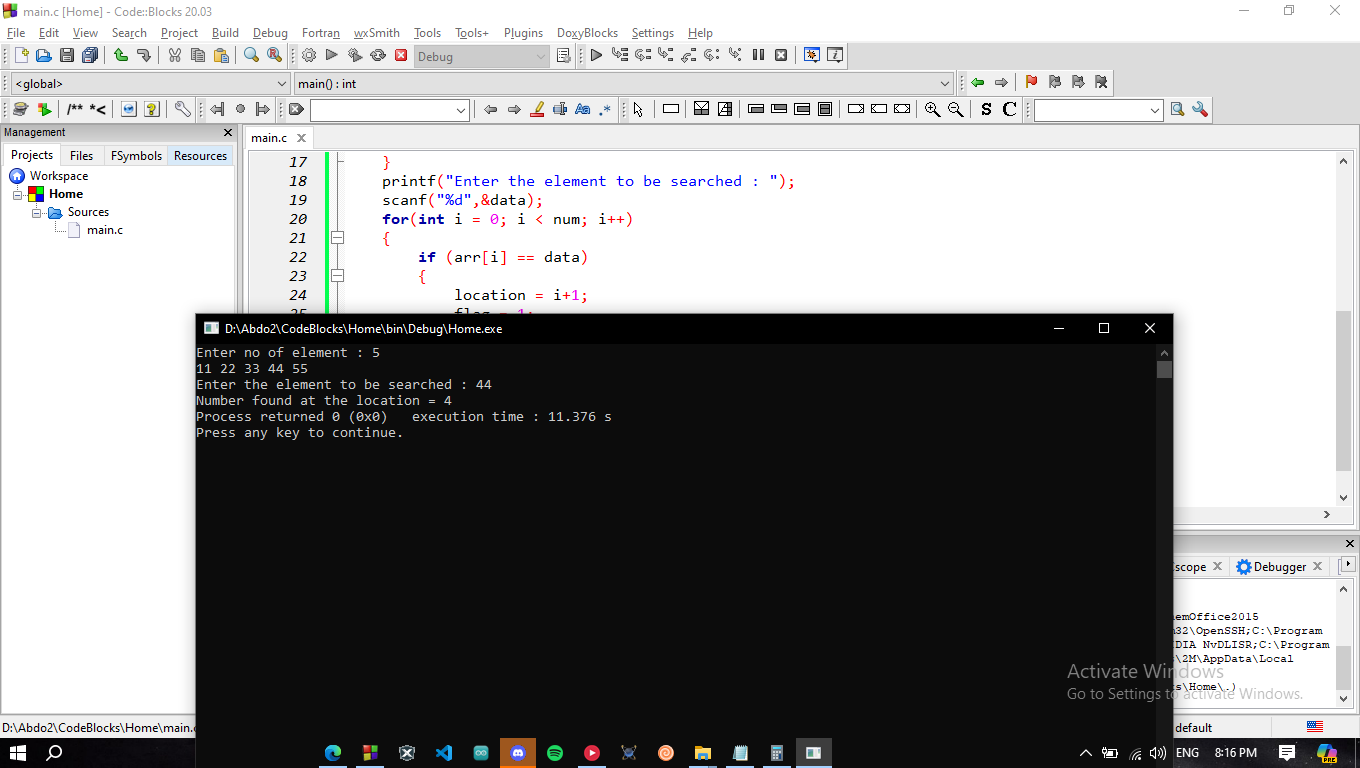 main.c [Home] - Code::Blocks 20.03
File Edit View Search Project Build Debug Fortran wxSmith Tools Tools+ Plugins DoxyBlocks Settings Help
Debug
<global> main() : int
/** *< Aa .* S C
Management
main.c
Projects Files FSymbols Resources
Workspace
Home
Sources
main.c
17 }
18 printf("Enter the element to be searched : ");
19 scanf("%d",&data);
20 for(int i = 0; i < num; i++)
21 {
22 if (arr[i] == data)
23 {
24 location = i+1;
25 flag = 1;
D:\Abdo2\CodeBlocks\Home\bin\Debug\Home.exe
Enter no of element : 5
11 22 33 44 55
Enter the element to be searched : 44
Number found at the location = 4
Process returned 0 (0x0)   execution time : 11.376 s
Press any key to continue.
scope Debugger
emOffice2015
m32\OpenSSH;C:\Program
IDIA NvDLISR;C:\Program
\2M\AppData\Local
s\Home\.)
Activate Windows
Go to Settings to activate Windows.
D:\Abdo2\CodeBlocks\Home\main. default
ENG 8:16 PM
PRE